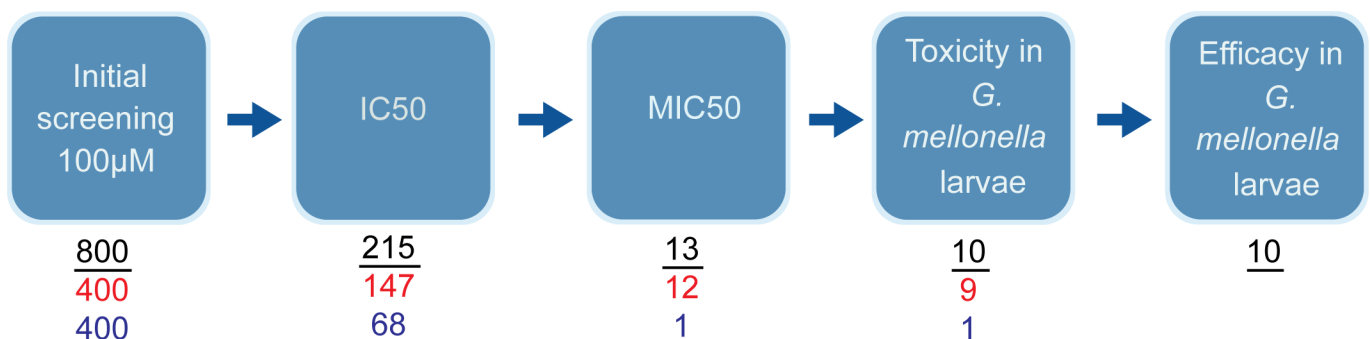 Initial
screening
100µM
IC50
MIC50
Toxicity in
G.
mellonella
larvae
Efficacy in
G.
mellonella
larvae
800
400
400
215
147
68
13
12
1
10
9
1
10